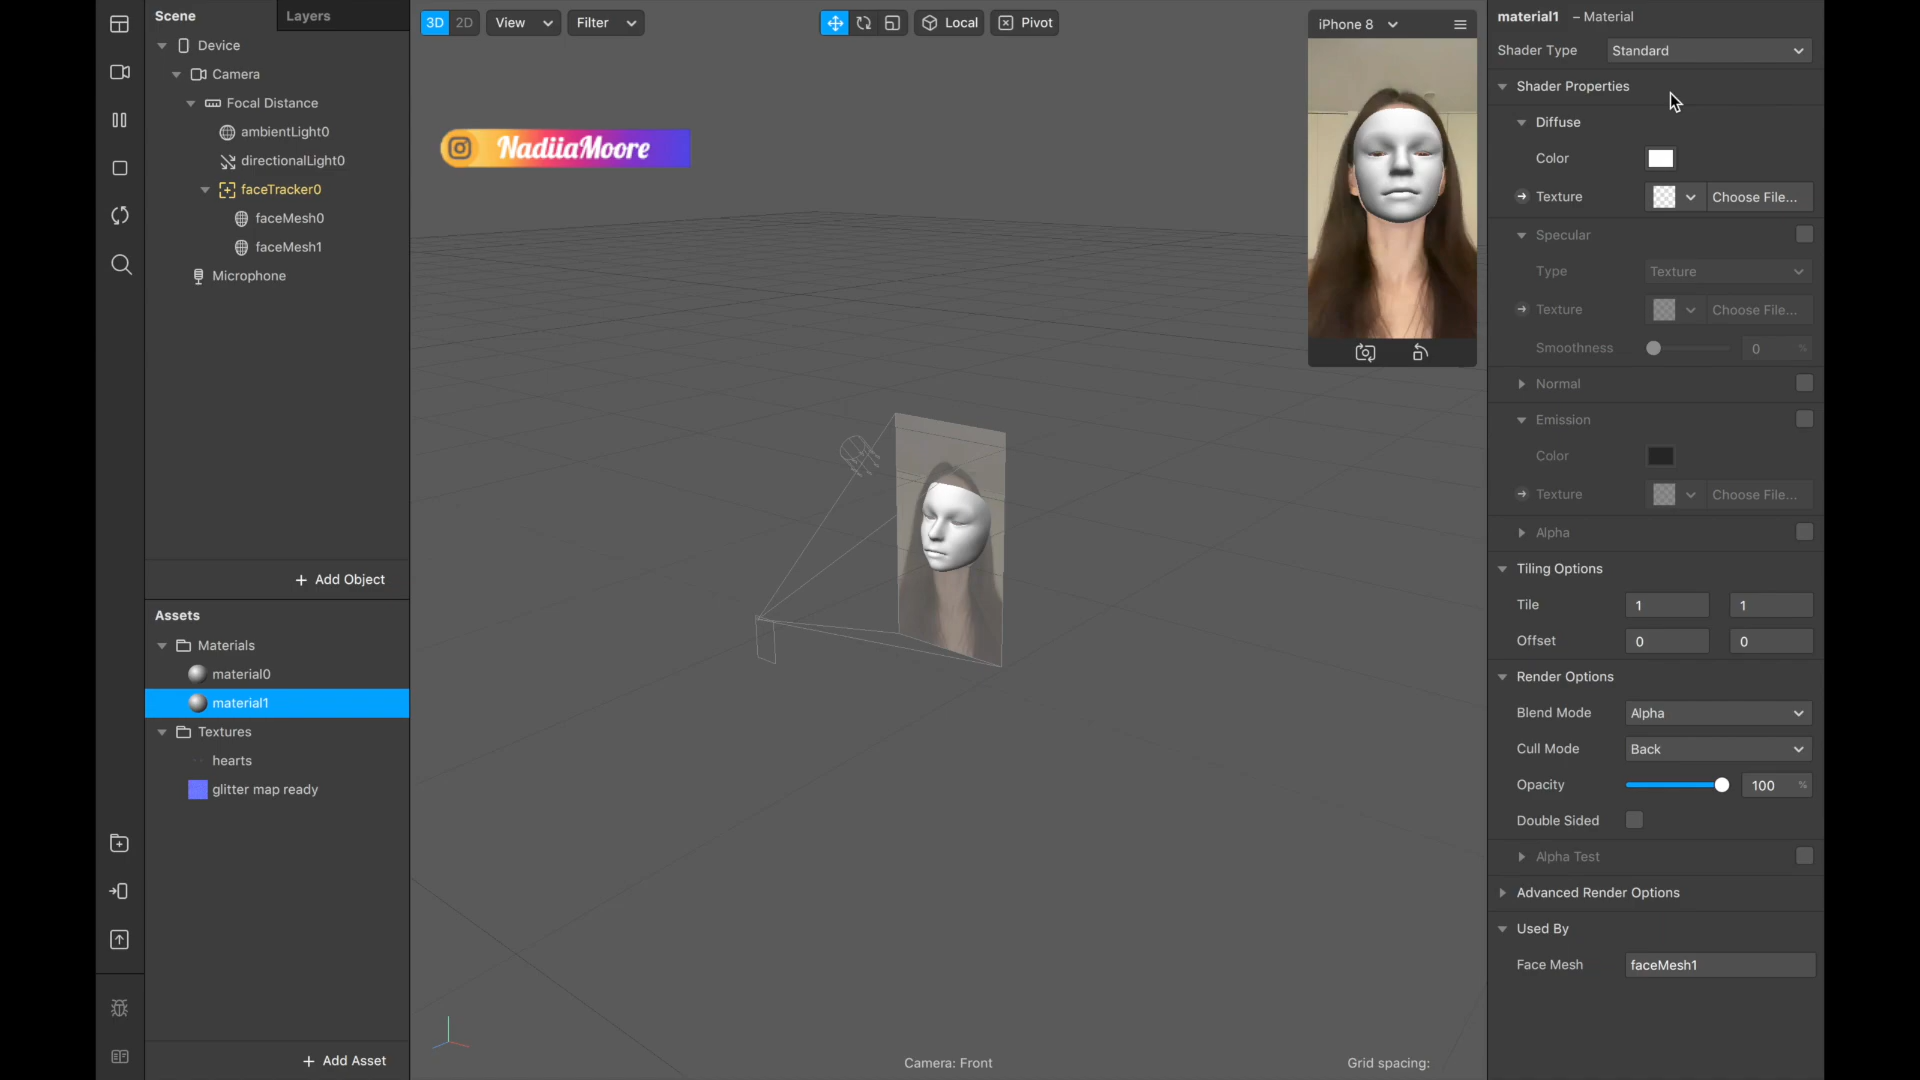 Scene
Layers
Device
Camera
Focal Distance
ambientLight0
directionalLight0
faceTracker0
faceMesh0
faceMesh1
Microphone
+ Add Object
Assets
Materials
material0
material1
Textures
hearts
glitter map ready
+ Add Asset
3D 2D View Filter
Local Pivot
NadiiaMoore
iPhone 8
Camera: Front
Grid spacing:
material1 – Material
Shader Type Standard
Shader Properties
Diffuse
Color
Texture Choose File...
Specular
Type Texture
Texture Choose File...
Smoothness 0 %
Normal
Emission
Color
Texture Choose File...
Alpha
Tiling Options
Tile 1 1
Offset 0 0
Render Options
Blend Mode Alpha
Cull Mode Back
Opacity 100 %
Double Sided
Alpha Test
Advanced Render Options
Used By
Face Mesh faceMesh1